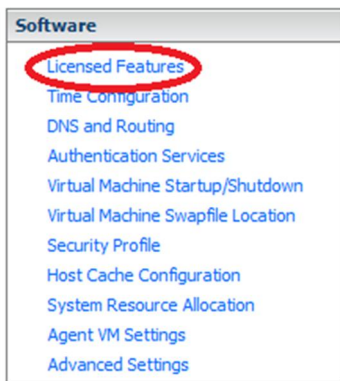 Software
Licensed Features
Time Configuration
DNS and Routing
Authentication Services
Virtual Machine Startup/Shutdown
Virtual Machine Swapfile Location
Security Profile
Host Cache Configuration
System Resource Allocation
Agent VM Settings
Advanced Settings